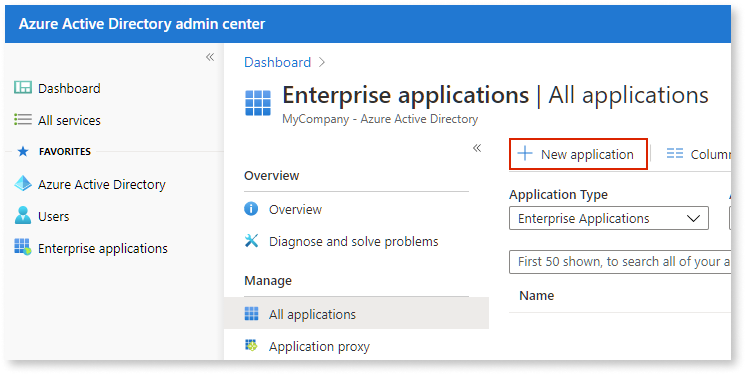 Azure Active Directory admin center
«
Dashboard
All services
FAVORITES
Azure Active Directory
Users
Enterprise applications
Dashboard >
Enterprise applications | All applications
MyCompany - Azure Active Directory
«
Overview
Overview
Diagnose and solve problems
Manage
All applications
Application proxy
+ New application
Column
Application Type
Enterprise Applications
First 50 shown, to search all of your a
Name